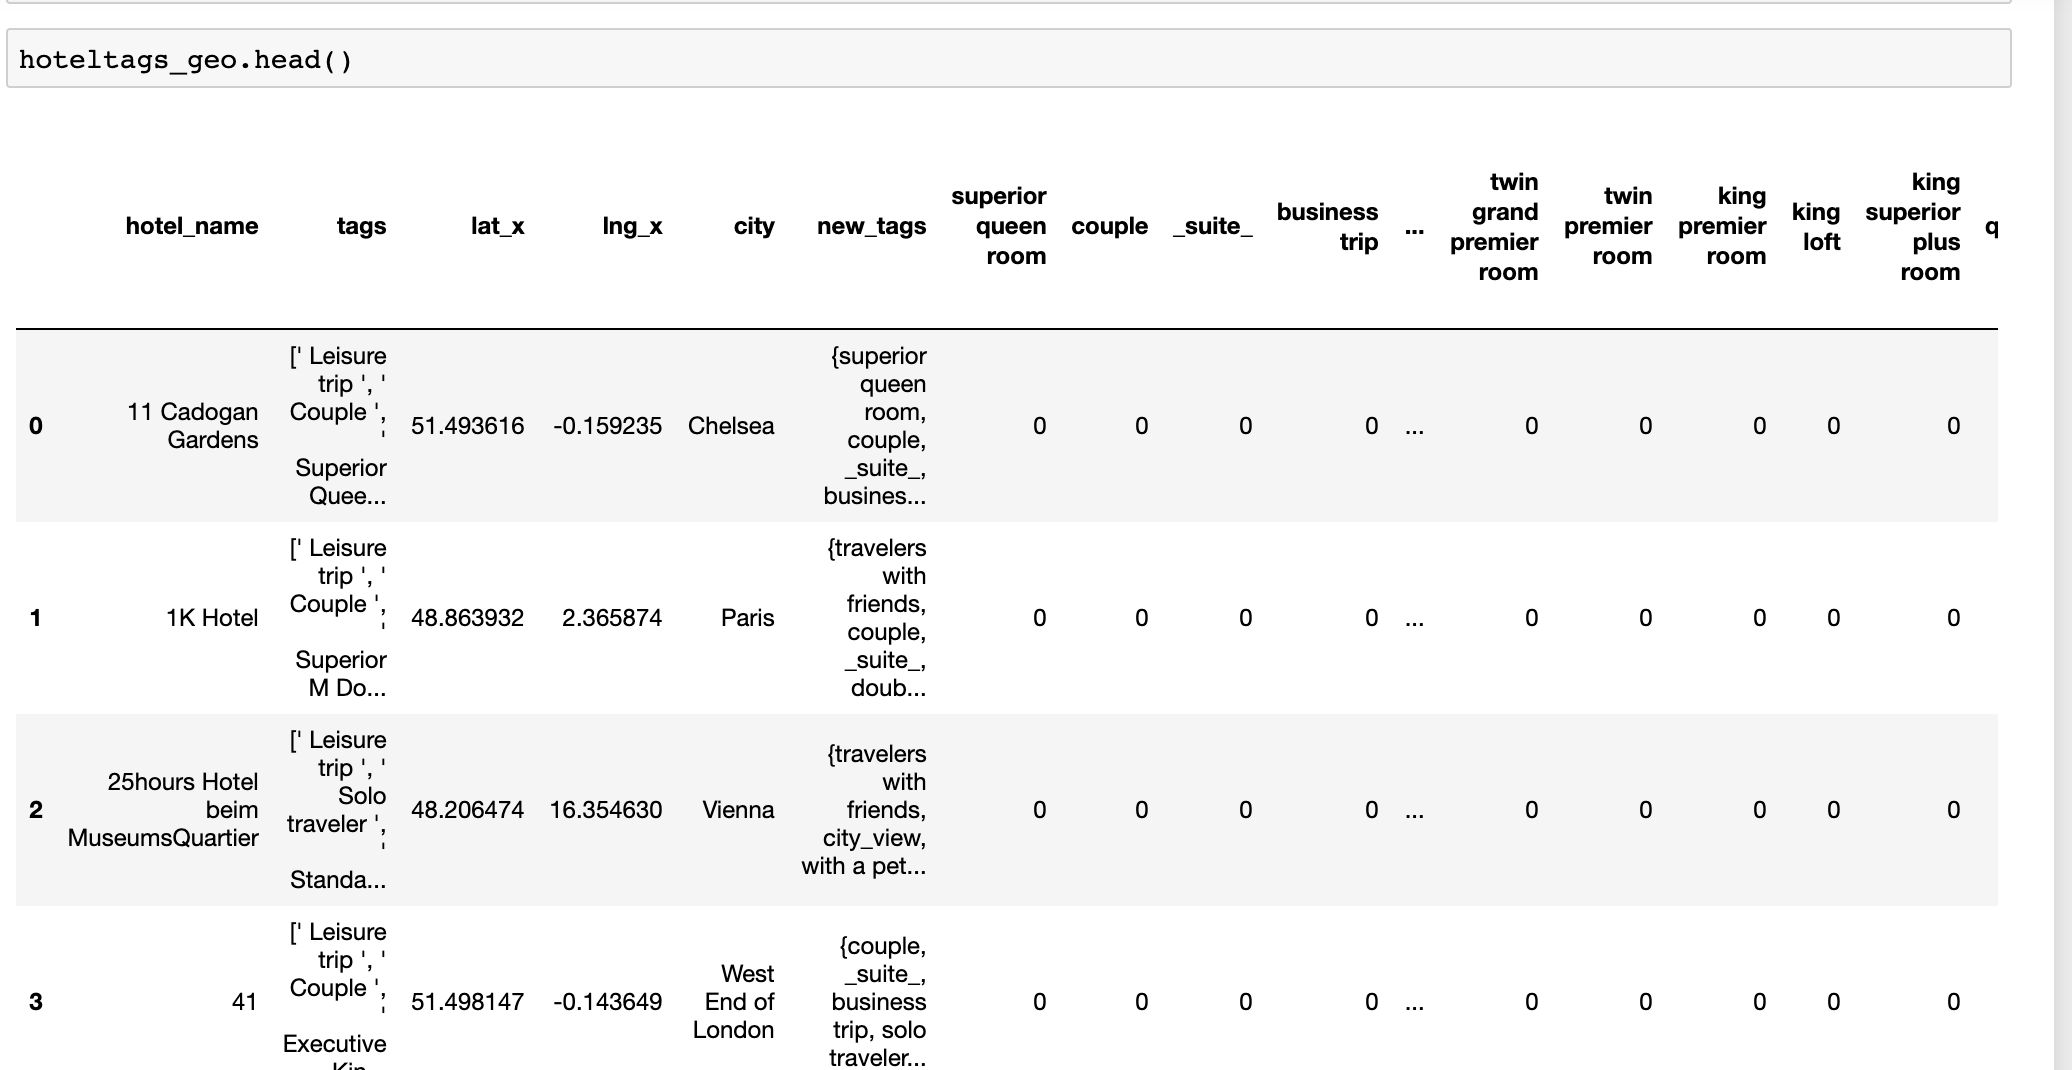 hoteltags_geo.head()
hotel_name tags lat_x lng_x city new_tags superior queen room couple _suite_ business trip ... twin grand premier room twin premier room king premier room king loft king superior plus room q
0 11 Cadogan Gardens [' Leisure trip ', ' Couple ', ' Superior Quee... 51.493616 -0.159235 Chelsea {superior queen room, couple, _suite_, busines... 0 0 0 0 ... 0 0 0 0 0
1 1K Hotel [' Leisure trip ', ' Couple ', ' Superior M Do... 48.863932 2.365874 Paris {travelers with friends, couple, _suite_, doub... 0 0 0 0 ... 0 0 0 0 0
2 25hours Hotel beim MuseumsQuartier [' Leisure trip ', ' Solo traveler ', ' Standa... 48.206474 16.354630 Vienna {travelers with friends, city_view, with a pet... 0 0 0 0 ... 0 0 0 0 0
3 41 [' Leisure trip ', ' Couple ', ' Executive Kin... 51.498147 -0.143649 West End of London {couple, _suite_, business trip, solo traveler... 0 0 0 0 ... 0 0 0 0 0